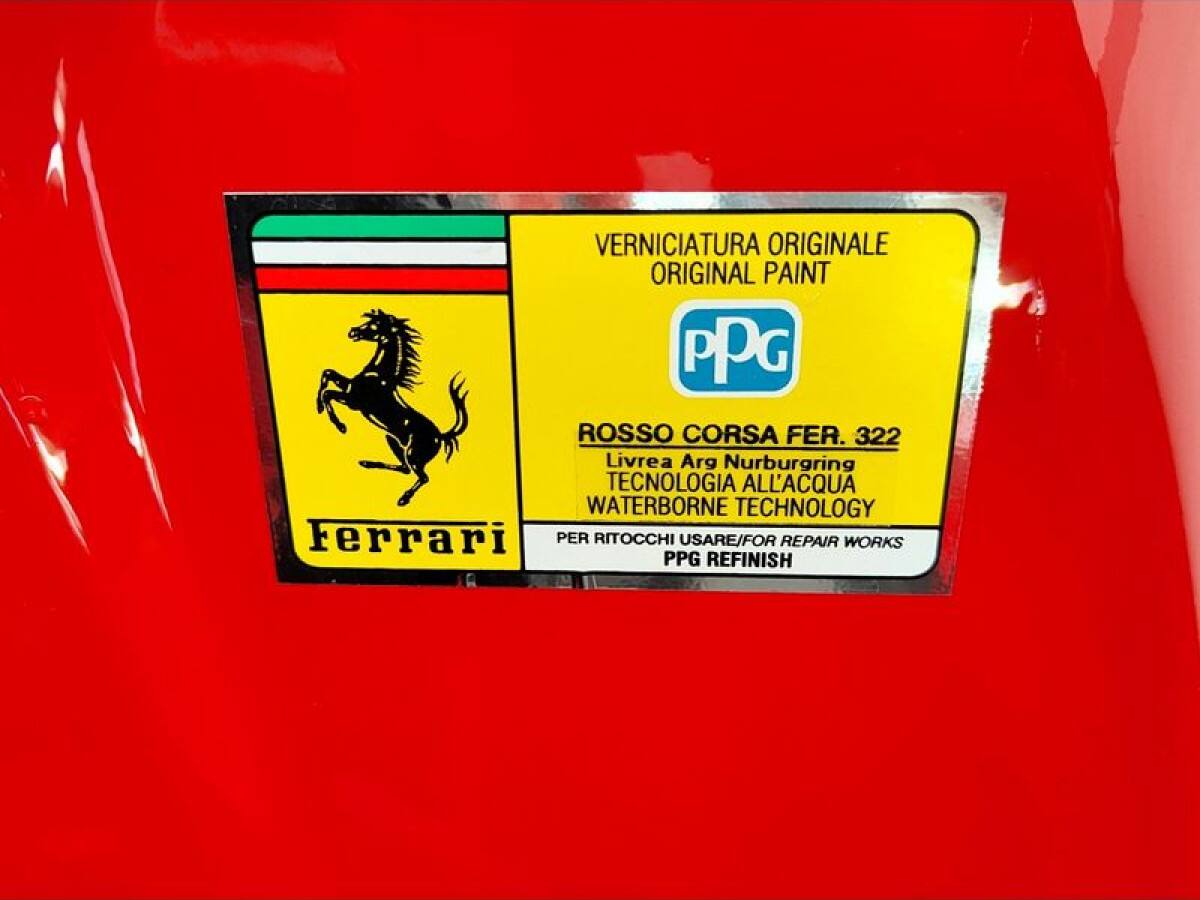 Ferrari
VERNICIATURA ORIGINALE
ORIGINAL PAINT
PPG
ROSSO CORSA FER. 322
Livrea Arg Nurburgring
TECNOLOGIA ALL'ACQUA
WATERBORNE TECHNOLOGY
PER RITOCCHI USARE/FOR REPAIR WORKS
PPG REFINISH